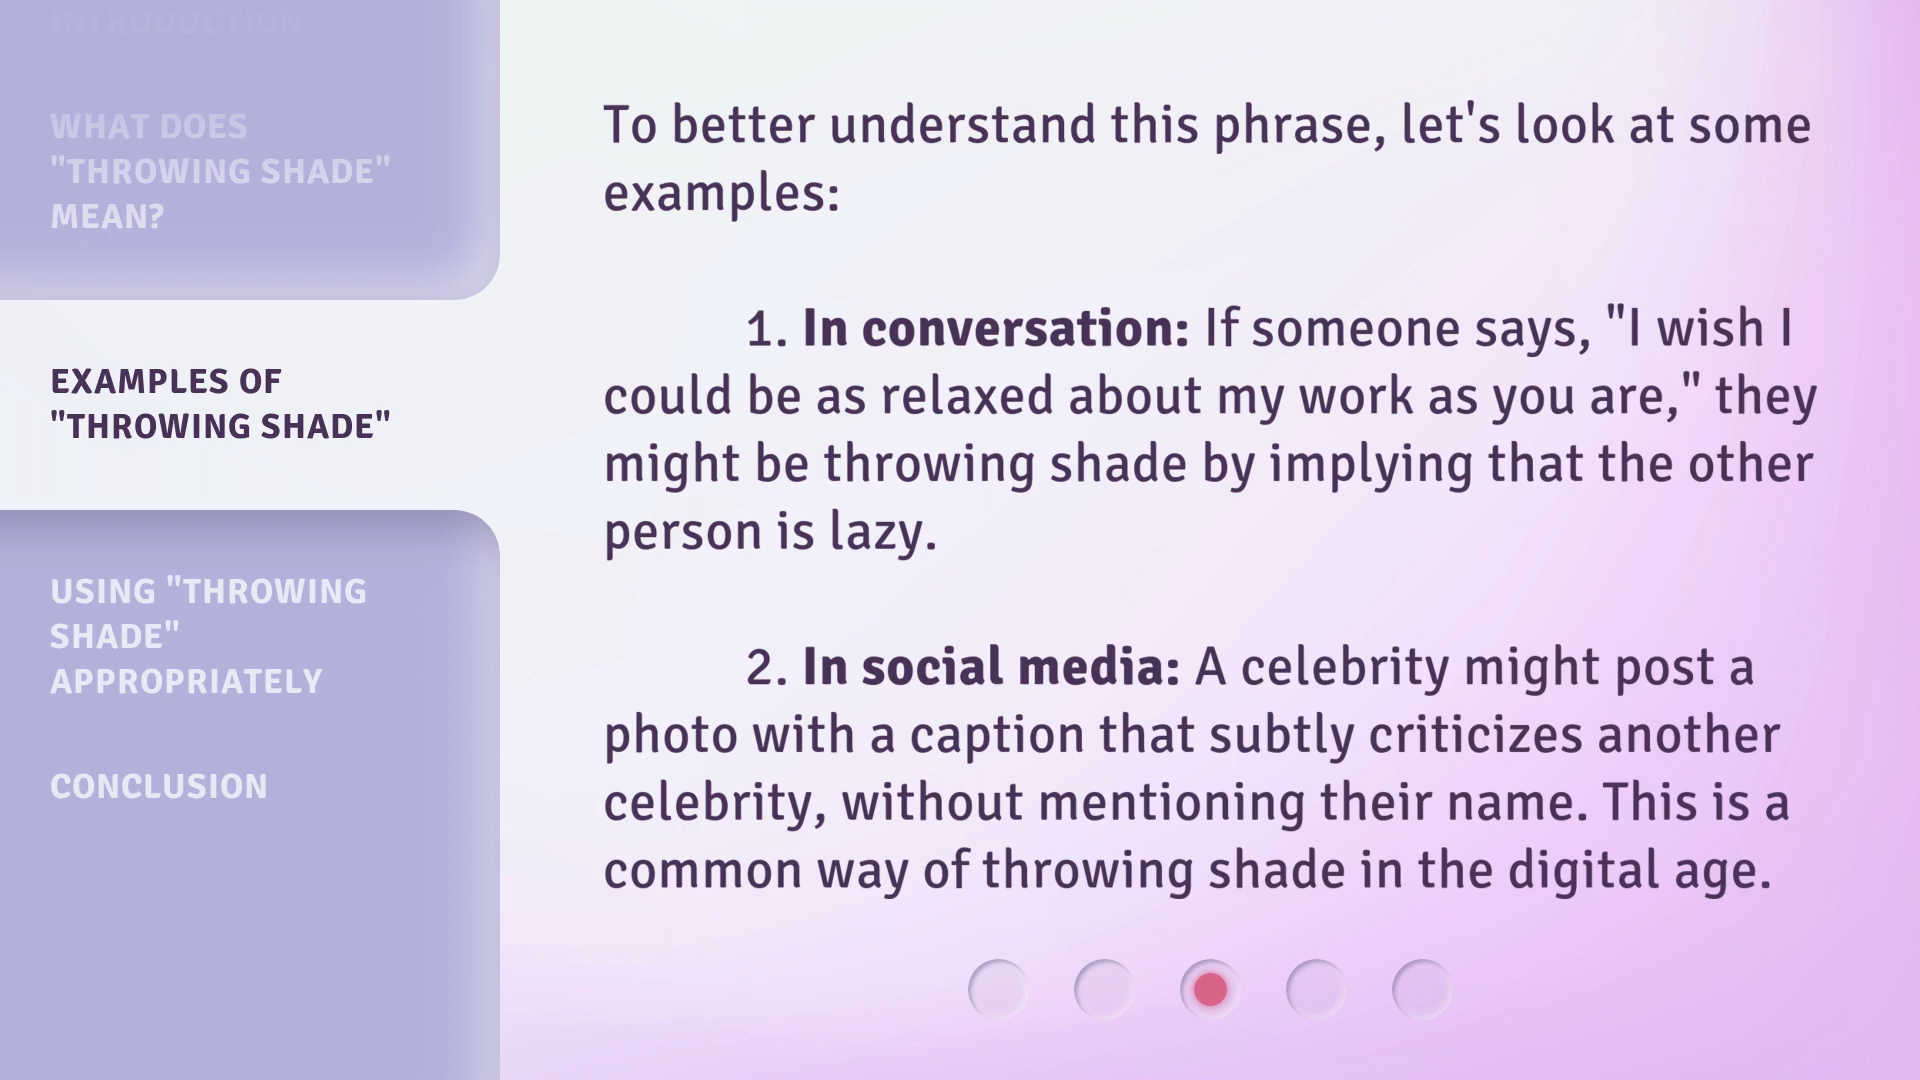 INTRODUCTION
WHAT DOES
"THROWING SHADE"
MEAN?
EXAMPLES OF
"THROWING SHADE"
USING "THROWING
SHADE"
APPROPRIATELY
CONCLUSION
To better understand this phrase, let's look at some
examples:
1. In conversation: If someone says, "I wish I
could be as relaxed about my work as you are," they
might be throwing shade by implying that the other
person is lazy.
2. In social media: A celebrity might post a
photo with a caption that subtly criticizes another
celebrity, without mentioning their name. This is a
common way of throwing shade in the digital age.